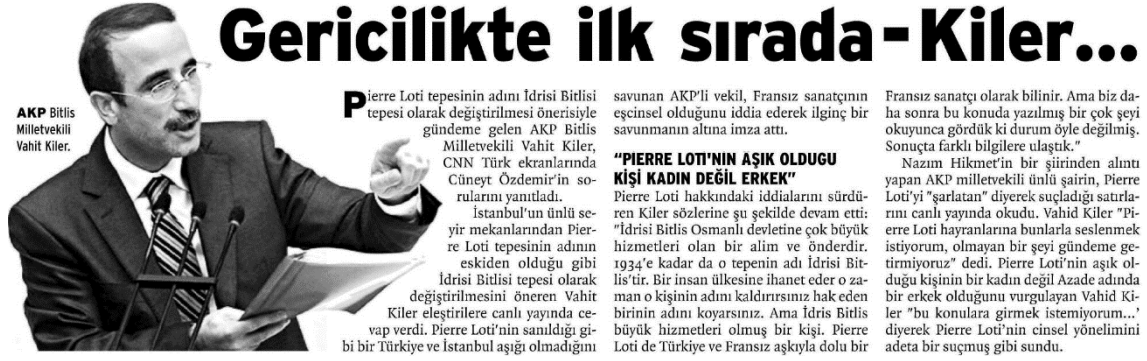 Gericilikte ilk sırada-Kiler...
AKP Bitlis
Milletvekili
Vahit Kiler.
Pierre Loti tepesinin adını İdrisi Bitlisi
tepesi olarak değiştirilmesi önerisiyle
gündeme gelen AKP Bitlis
Milletvekili Vahit Kiler,
CNN Türk ekranlarında
Cüneyt Özdemir'in so-
rularını yanıtladı.
İstanbul'un ünlü se-
yir mekanlarından Pier-
re Loti tepesinin adının
eskiden olduğu gibi
İdrisi Bitlisi tepesi olarak
değiştirilmesini öneren Vahit
Kiler eleştirilere canlı yayında ce-
vap verdi. Pierre Loti'nin sanıldığı gi-
bi bir Türkiye ve İstanbul aşığı olmadığını
savunan AKP'li vekil, Fransız sanatçının
eşcinsel olduğunu iddia ederek ilginç bir
savunmanın altına imza attı.
"PIERRE LOTI'NIN AŞIK OLDUGU
KİŞİ KADIN DEĞİL ERKEK"
Pierre Loti hakkındaki iddialarını sürdü-
ren Kiler sözlerine şu şekilde devam etti:
"İdrisi Bitlis Osmanlı devletine çok büyük
hizmetleri olan bir alim ve önderdir.
1934'e kadar da o tepenin adı İdrisi Bit-
lis'tir. Bir insan ülkesine ihanet eder o za-
man o kişinin adını kaldırırsınız hak eden
birinin adını koyarsınız. Ama İdris Bitlis
büyük hizmetleri olmuş bir kişi. Pierre
Loti de Türkiye ve Fransız aşkıyla dolu bir
Fransız sanatçı olarak bilinir. Ama biz da-
ha sonra bu konuda yazılmış bir çok şeyi
okuyunca gördük ki durum öyle değilmiş.
Sonuçta farklı bilgilere ulaştık."
Nazım Hikmet'in bir şiirinden alıntı
yapan AKP milletvekili ünlü şairin, Pierre
Loti'yi "şarlatan" diyerek suçladığı satırla-
rını canlı yayında okudu. Vahid Kiler "Pi-
erre Loti hayranlarına bunlarla seslenmek
istiyorum, olmayan bir şeyi gündeme ge-
tirmiyoruz" dedi. Pierre Loti'nin aşık ol-
duğu kişinin bir kadın değil Azade adında
bir erkek olduğunu vurgulayan Vahid Ki-
ler "bu konulara girmek istemiyorum...'
diyerek Pierre Loti'nin cinsel yönelimini
adeta bir suçmuş gibi sundu.